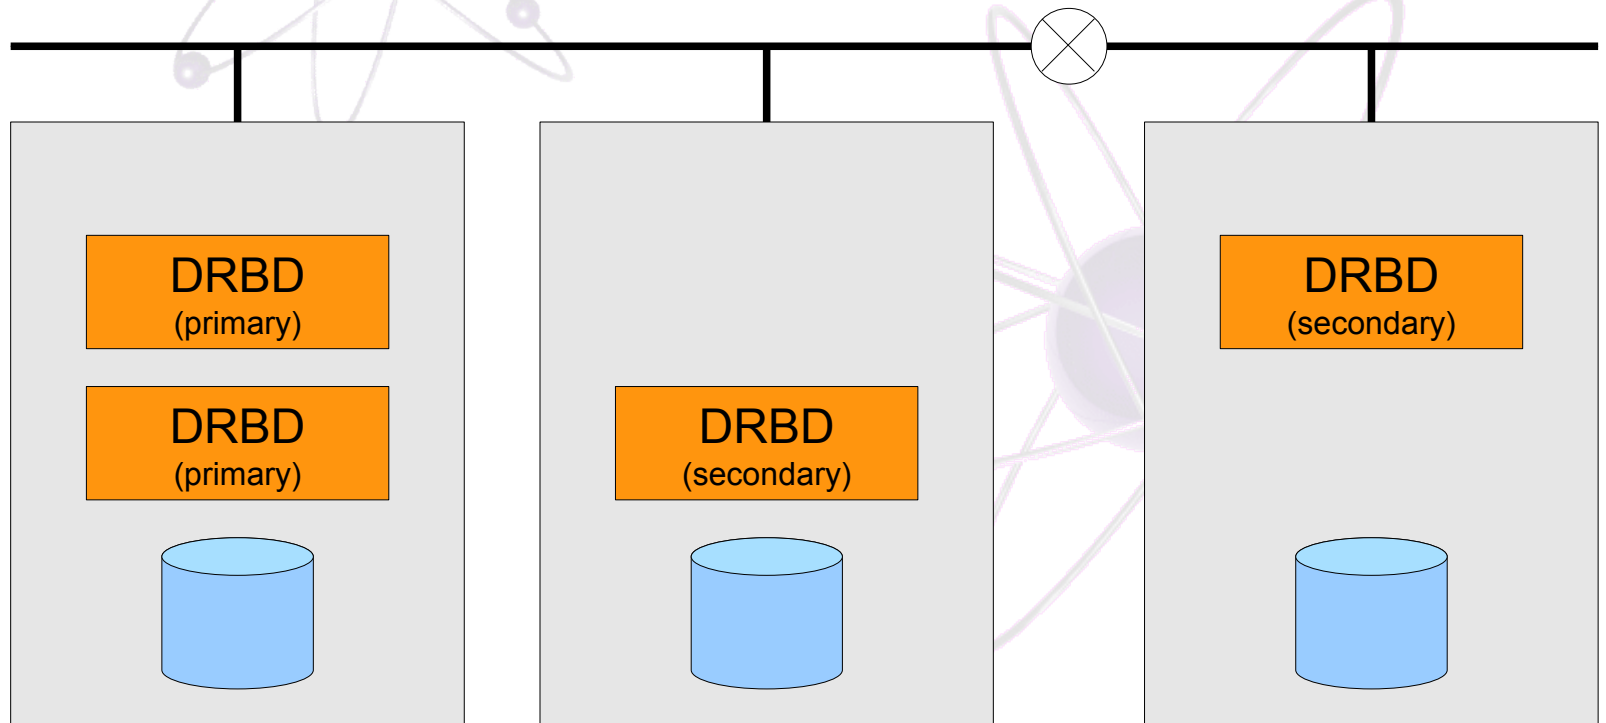 DRBD
(primary)
DRBD
(secondary)
DRBD
(primary)
DRBD
(secondary)